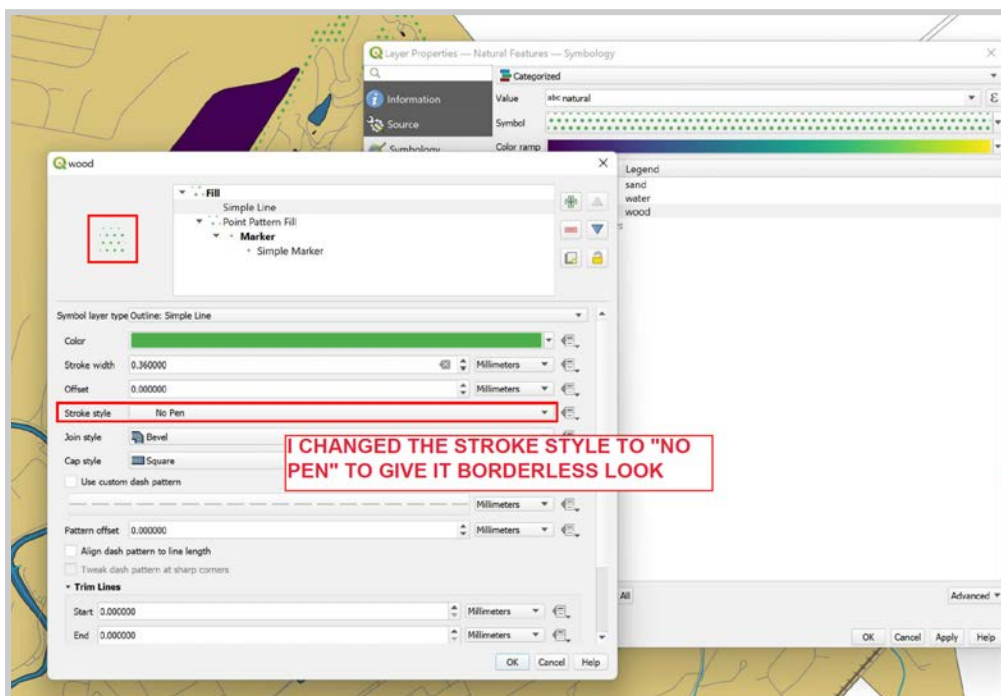 Layer Properties — Natural Features — Symbology
Categorized
Information
Value abc natural
Source
Symbol
Symbology
Color ramp
wood
Legend
sand
water
wood
Fill
Simple Line
Point Pattern Fill
Marker
Simple Marker
Symbol layer type Outline: Simple Line
Color
Stroke width 0.360000 Millimeters
Offset 0.000000 Millimeters
Stroke style No Pen
Join style Bevel
I CHANGED THE STROKE STYLE TO "NO
PEN" TO GIVE IT BORDERLESS LOOK
Cap style Square
Use custom dash pattern
Millimeters
Pattern offset 0.000000 Millimeters
Align dash pattern to line length
Tweak dash pattern at sharp corners
Trim Lines
Start 0.000000 Millimeters
End 0.000000 Millimeters
OK Cancel Help
All Advanced
OK Cancel Apply Help